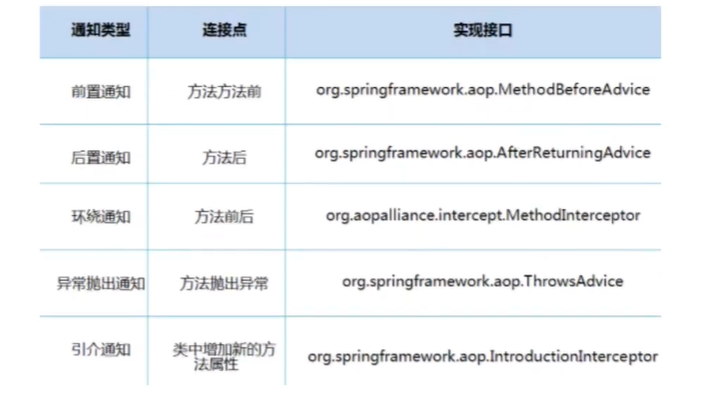 通知类型 连接点 实现接口
前置通知 方法方法前 org.springframework.aop.MethodBeforeAdvice
后置通知 方法后 org.springframework.aop.AfterReturningAdvice
环绕通知 方法前后 org.aopalliance.intercept.MethodInterceptor
异常抛出通知 方法抛出异常 org.springframework.aop.ThrowsAdvice
引介通知 类中增加新的方
法属性 org.springframework.aop.IntroductionInterceptor